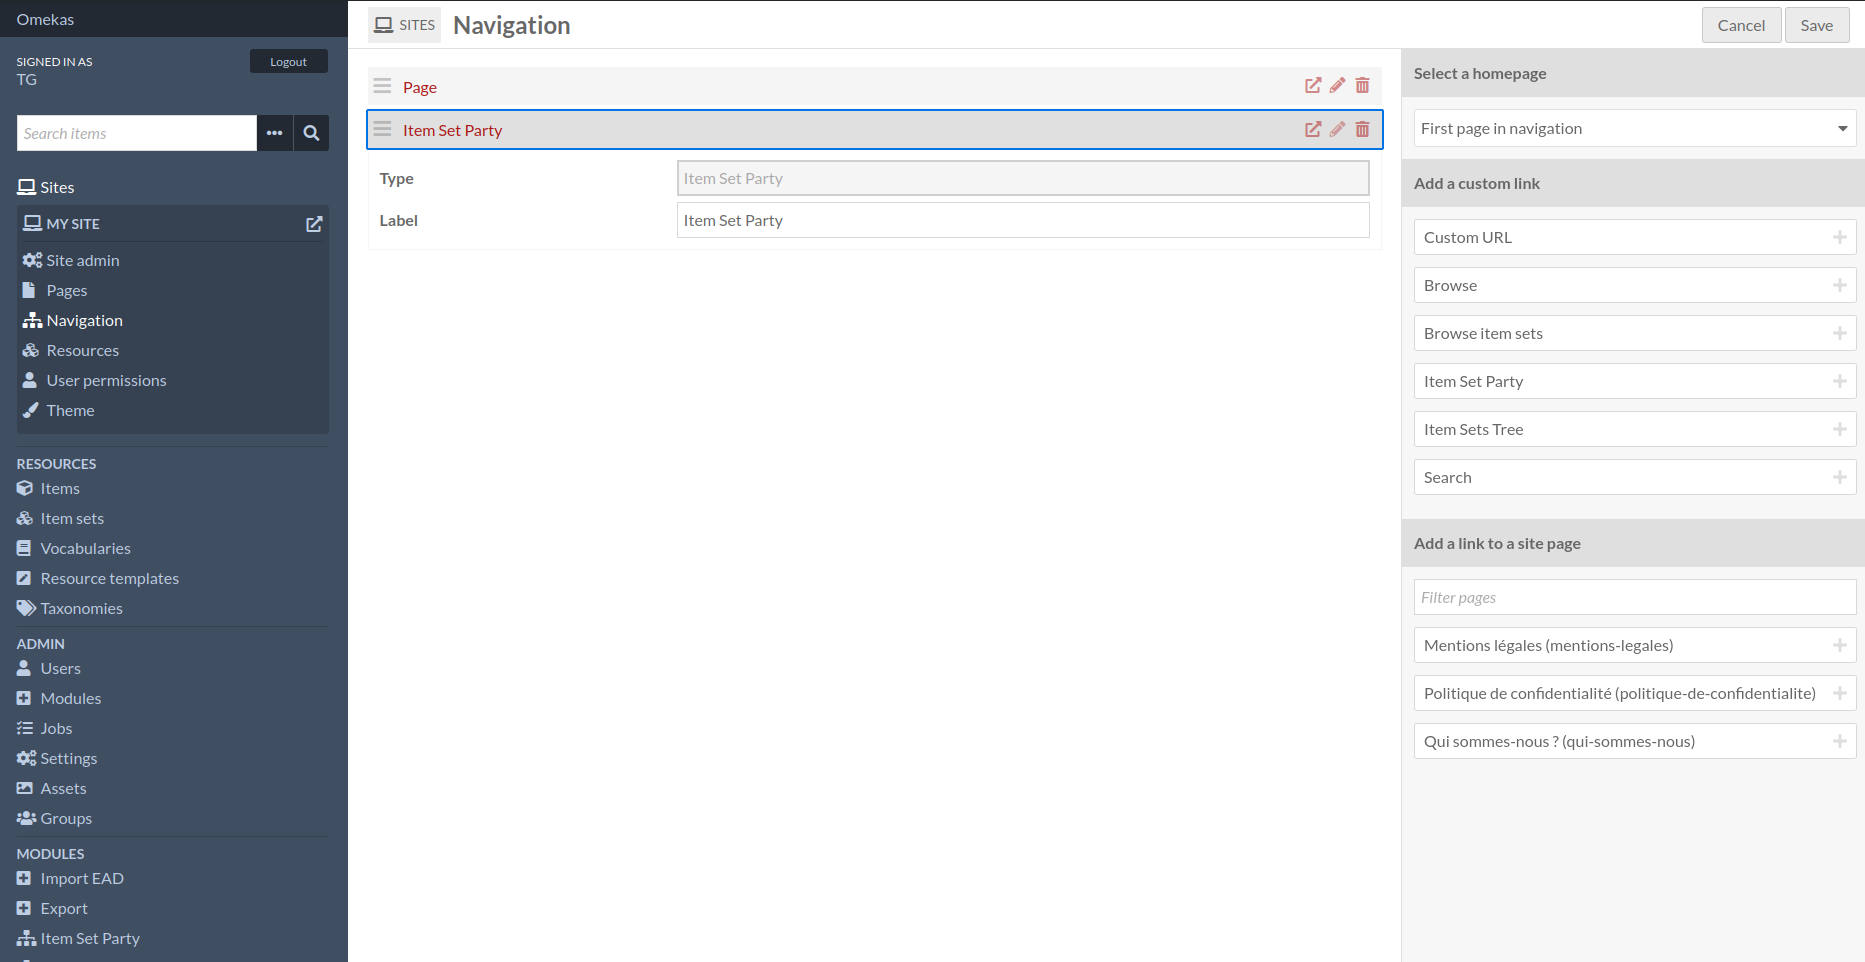 Omekas
SIGNED IN AS
TG
Logout
Search items
Sites
MY SITE
Site admin
Pages
Navigation
Resources
User permissions
Theme
RESOURCES
Items
Item sets
Vocabularies
Resource templates
Taxonomies
ADMIN
Users
Modules
Jobs
Settings
Assets
Groups
MODULES
Import EAD
Export
Item Set Party
SITES Navigation
Cancel Save
Page
Item Set Party
Type Item Set Party
Label Item Set Party
Select a homepage
First page in navigation
Add a custom link
Custom URL
Browse
Browse item sets
Item Set Party
Item Sets Tree
Search
Add a link to a site page
Filter pages
Mentions légales (mentions-legales)
Politique de confidentialité (politique-de-confidentialite)
Qui sommes-nous ? (qui-sommes-nous)